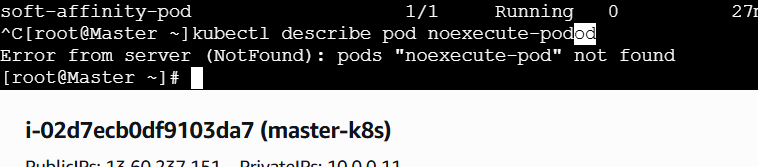 soft-affinity-pod 1/1 Running 0 27m
^C[root@Master ~]kubectl describe pod noexecute-podod
Error from server (NotFound): pods "noexecute-pod" not found
[root@Master ~]#
i-02d7ecb0df9103da7 (master-k8s)
PublicIPs: 13.60.237.151 PrivateIPs: 10.0.0.11